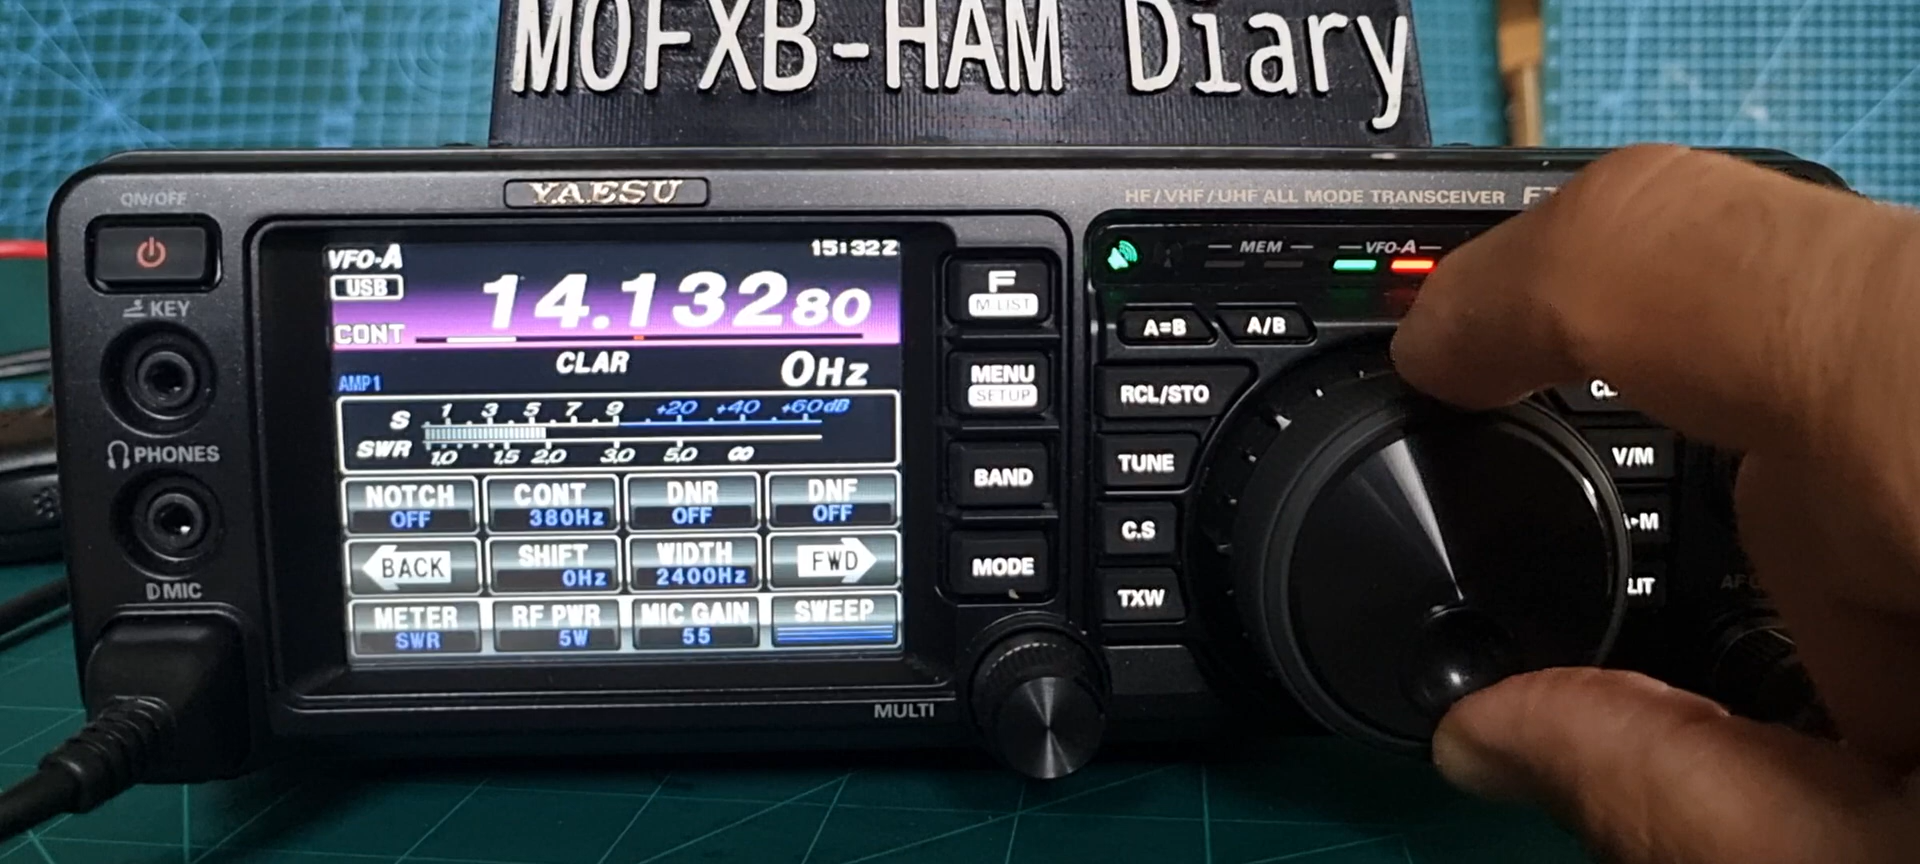 MOFXB-HAM Diary
ON/OFF
YAESU
HF/VHF/UHF ALL MODE TRANSCEIVER
VFO-A
15:32Z
USB
14.13280
CONT
CLAR 0Hz
AMP1
S 1 3 5 7 9 +20 +40 +60dB
SWR 1.0 1.5 2.0 3.0 5.0 ∞
NOTCH
OFF
CONT
380Hz
DNR
OFF
DNF
OFF
BACK
SHIFT
0Hz
WIDTH
2400Hz
FWD
METER
SWR
RF PWR
5W
MIC GAIN
55
SWEEP
KEY
PHONES
D MIC
F
M.LIST
MENU
SETUP
BAND
MODE
MULTI
MEM
VFO-A
A=B
A/B
RCL/STO
TUNE
C.S
TXW
V/M